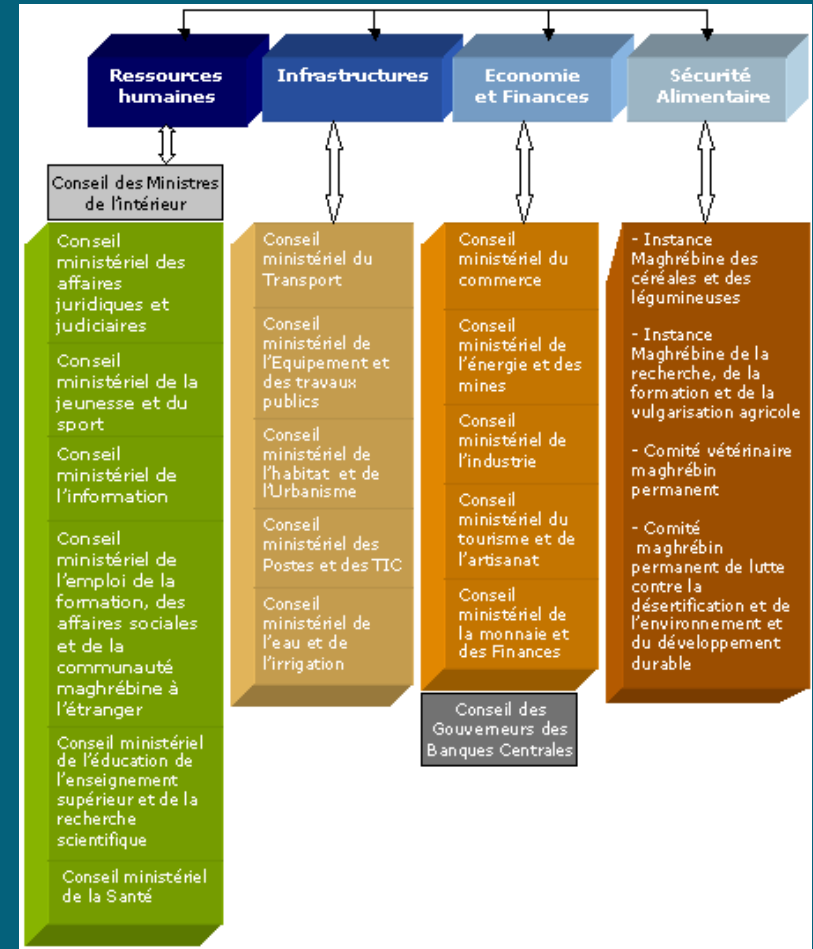 Ressources
humaines
Infrastructures
Economie
et Finances
Sécurité
Alimentaire
Conseil des Ministres
de l'intérieur
Conseil
ministériel des
affaires
juridiques et
judiciaires
Conseil
ministériel de la
jeunesse et du
sport
Conseil
ministériel de
l'information
Conseil
ministériel de
l'emploi de la
formation, des
affaires sociales
et de la
communauté
maghrébine à
l'étranger
Conseil ministériel
de l'éducation de
l'enseignement
supérieur et de la
recherche
scientifique
Conseil ministériel
de la Santé
Conseil
ministériel du
Transport
Conseil
ministériel de
l'Equipement et
des travaux
publics
Conseil
ministériel de
l'habitat et de
l'Urbanisme
Conseil
ministériel des
Postes et des TIC
Conseil
ministériel de
l'eau et de
l'irrigation
Conseil
ministériel du
commerce
Conseil
ministériel de
l'énergie et des
mines
Conseil
ministériel de
l'industrie
Conseil
ministériel du
tourisme et de
l'artisanat
Conseil
ministériel de
la monnaie et
des Finances
Conseil des
Gouverneurs des
Banques Centrales
- Instance
Maghrébine des
céréales et des
légumineuses
- Instance
Maghrébine de la
recherche, de la
formation et de la
vulgarisation agricole
- Comité vétérinaire
maghrébin
permanent
- Comité
maghrébin
permanent de lutte
contre la
désertification et de
l'environnement et
du développement
durable